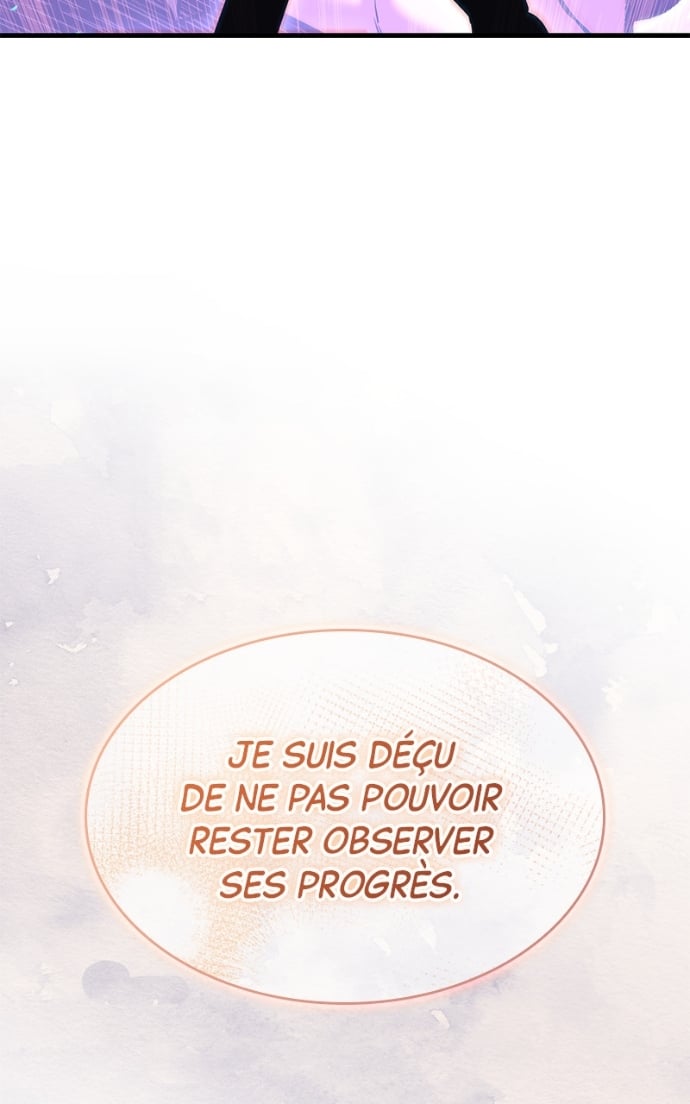 JE SUIS DÉÇU
DE NE PAS POUVOIR
RESTER OBSERVER
SES PROGRÈS.